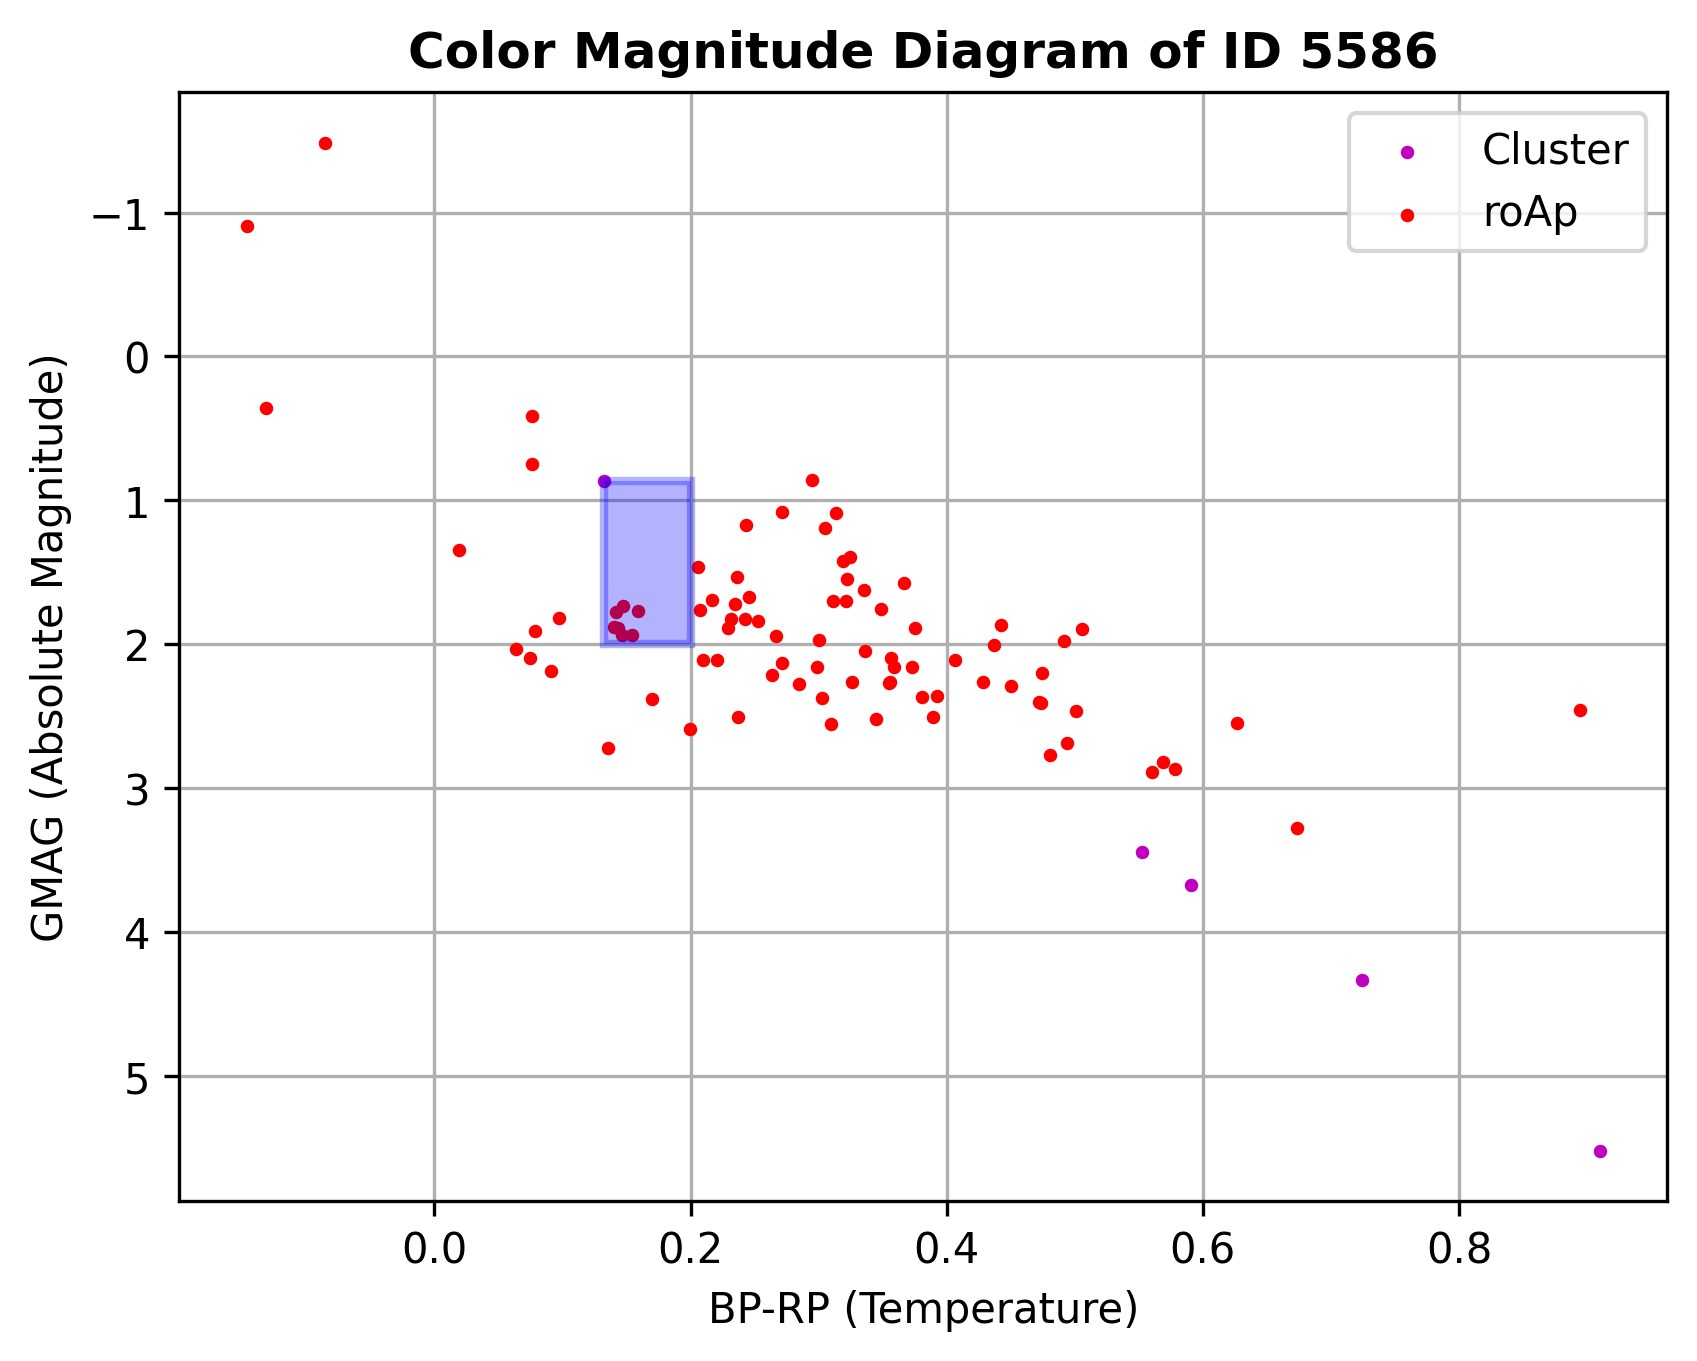 Color Magnitude Diagram of ID 5586
Cluster
roAp
GMAG (Absolute Magnitude)
−1
0
1
2
3
4
5
0.0 0.2 0.4 0.6 0.8
BP-RP (Temperature)